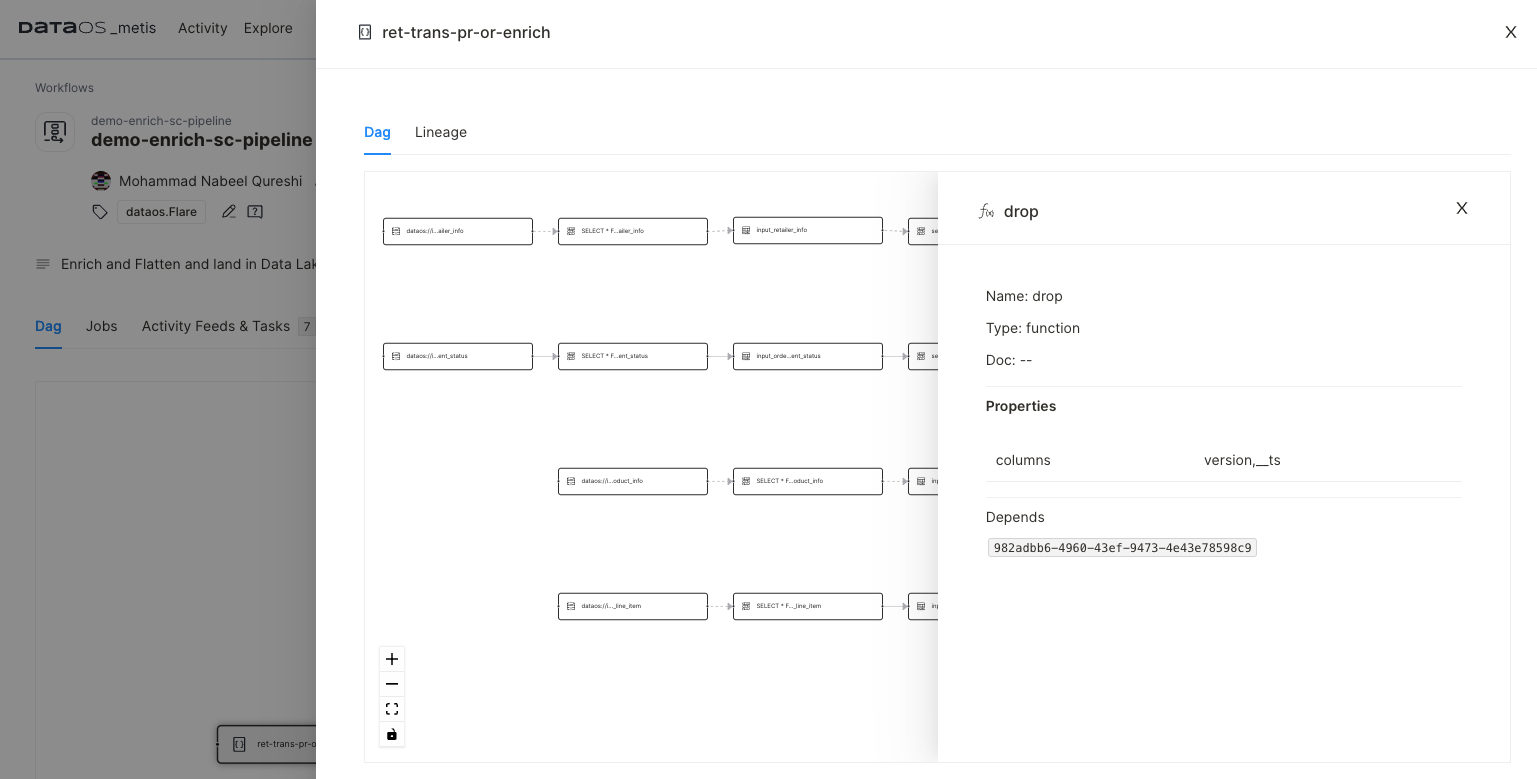 DATAOS _metis Activity Explore
Workflows
demo-enrich-sc-pipeline
demo-enrich-sc-pipeline
Mohammad Nabeel Qureshi
dataos.Flare
Enrich and Flatten and land in Data Lak
Dag Jobs Activity Feeds & Tasks 7
ret-trans-pr-o
ret-trans-pr-or-enrich
X
Dag Lineage
dataos://i...ailer_info
SELECT * F...ailer_info
input_retailer_info
se
dataos://i...ent_status
SELECT * F...ent_status
input_orde...ent_status
se
dataos://i...oduct_info
SELECT * F...oduct_info
inp
dataos://i..._line_item
SELECT * F..._line_item
inp
f(x) drop
X
Name: drop
Type: function
Doc: --
Properties
columns version,__ts
Depends
982adbb6-4960-43ef-9473-4e43e78598c9